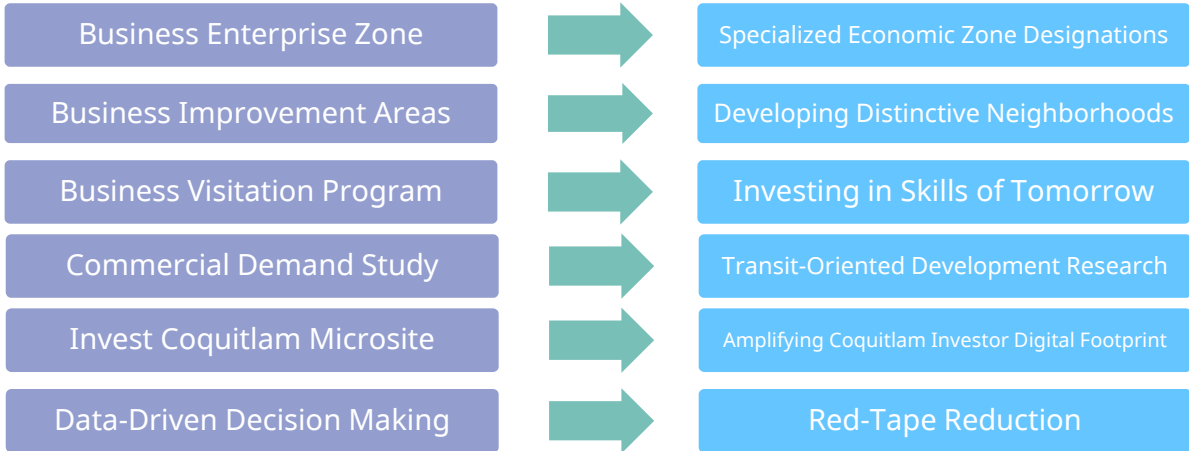 Business Enterprise Zone
Specialized Economic Zone Designations
Business Improvement Areas
Developing Distinctive Neighborhoods
Business Visitation Program
Investing in Skills of Tomorrow
Commercial Demand Study
Transit-Oriented Development Research
Invest Coquitlam Microsite
Amplifying Coquitlam Investor Digital Footprint
Data-Driven Decision Making
Red-Tape Reduction